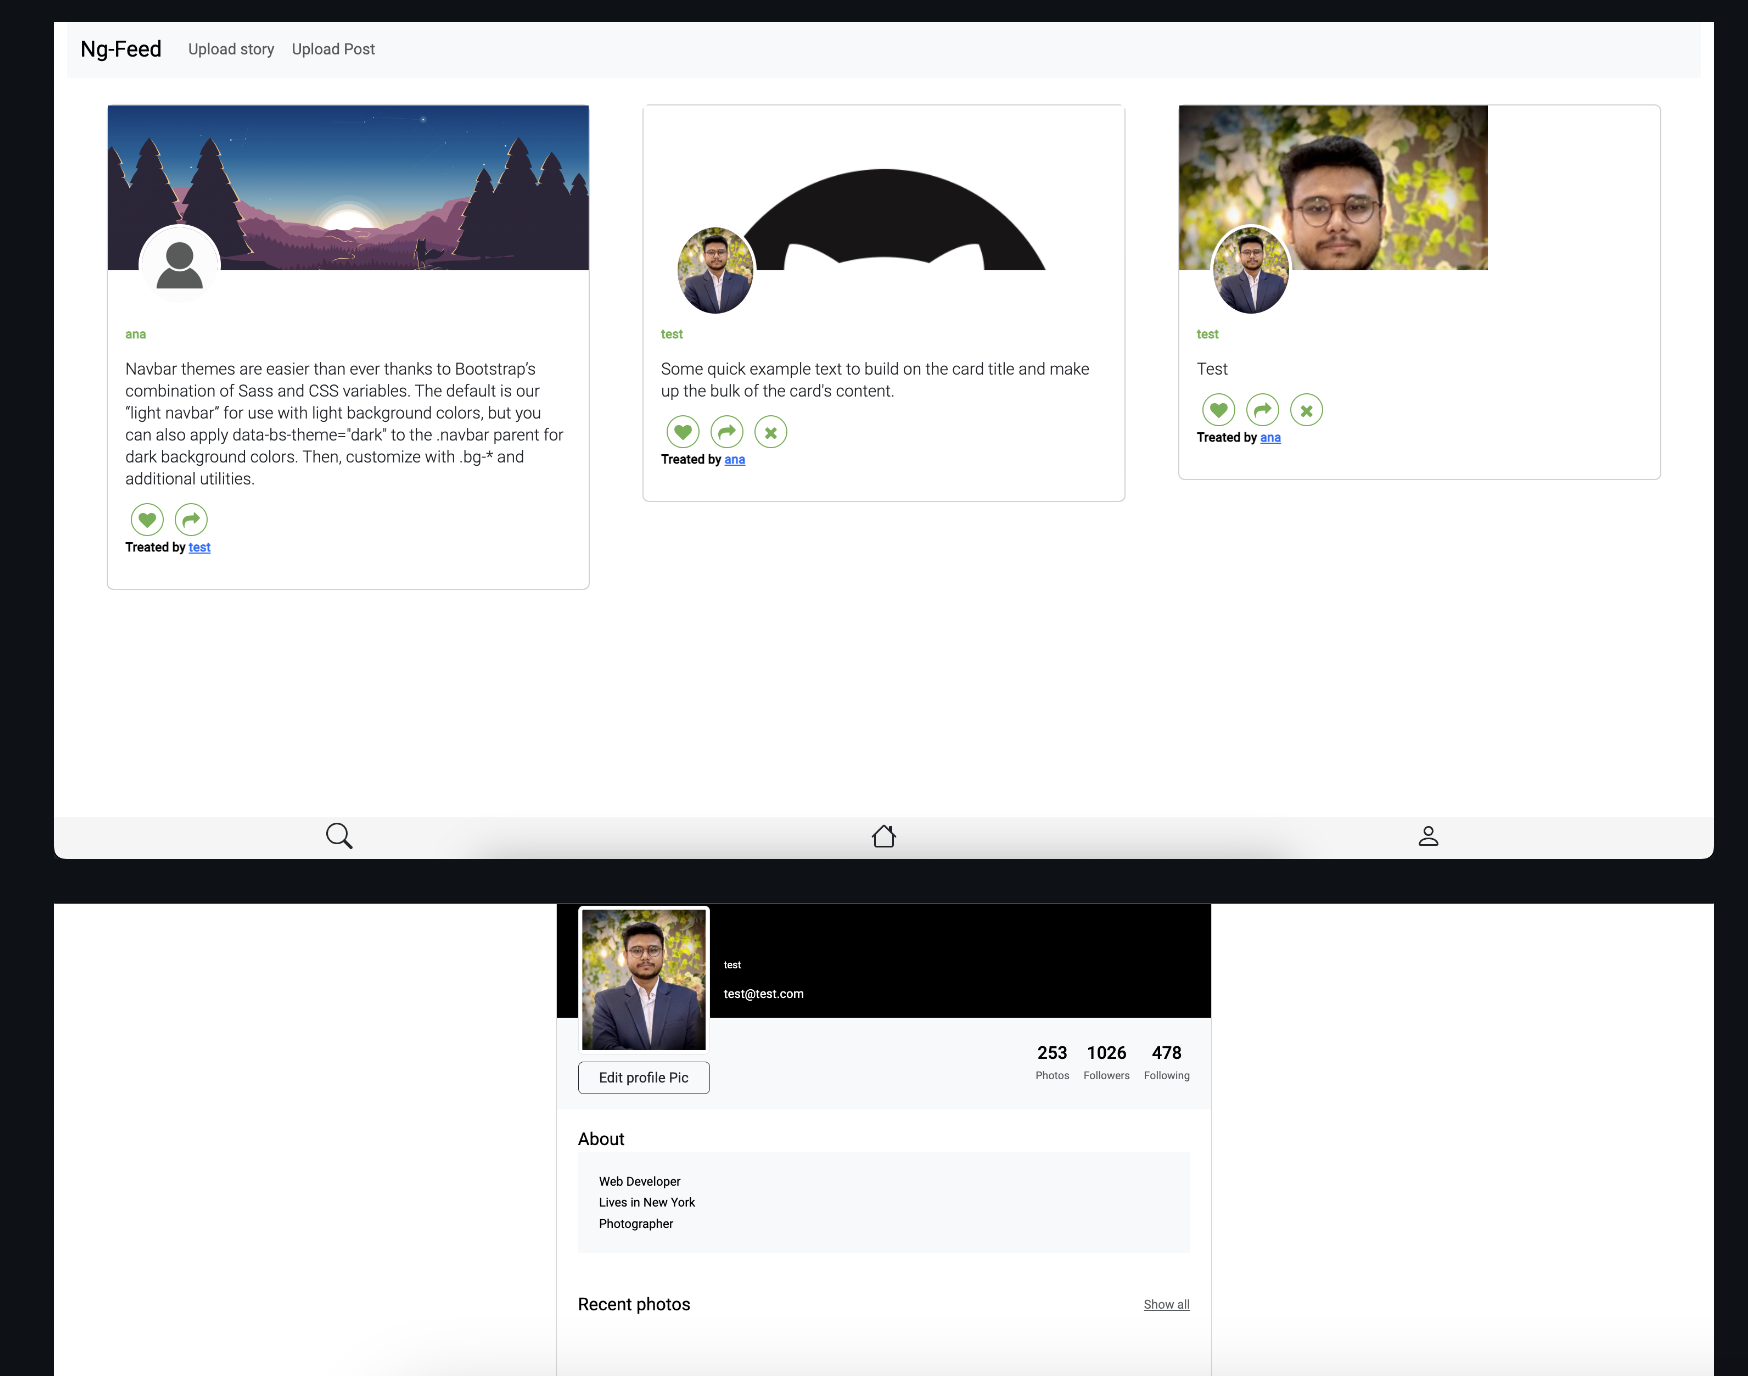 Ng-Feed Upload story Upload Post
ana
Navbar themes are easier than ever thanks to Bootstrap’s
combination of Sass and CSS variables. The default is our
“light navbar” for use with light background colors, but you
can also apply data-bs-theme="dark" to the .navbar parent for
dark background colors. Then, customize with .bg-* and
additional utilities.
Treated by test
test
Some quick example text to build on the card title and make
up the bulk of the card's content.
Treated by ana
test
Test
Treated by ana
test
test@test.com
Edit profile Pic
253 1026 478
Photos Followers Following
About
Web Developer
Lives in New York
Photographer
Recent photos Show all